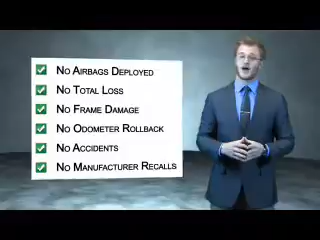 No Airbags Deployed
No Total Loss
No Frame Damage
No Odometer Rollback
No Accidents
No Manufacturer Recalls